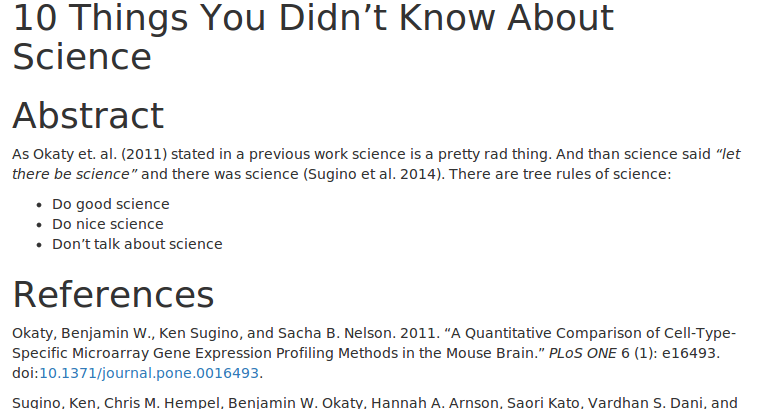 10 Things You Didn’t Know About
Science
Abstract
As Okaty et. al. (2011) stated in a previous work science is a pretty rad thing. And than science said “let
there be science” and there was science (Sugino et al. 2014). There are tree rules of science:
• Do good science
• Do nice science
• Don’t talk about science
References
Okaty, Benjamin W., Ken Sugino, and Sacha B. Nelson. 2011. “A Quantitative Comparison of Cell-Type-
Specific Microarray Gene Expression Profiling Methods in the Mouse Brain.” PLoS ONE 6 (1): e16493.
doi:10.1371/journal.pone.0016493.
Sugino, Ken, Chris M. Hempel, Benjamin W. Okaty, Hannah A. Arnson, Saori Kato, Vardhan S. Dani, and